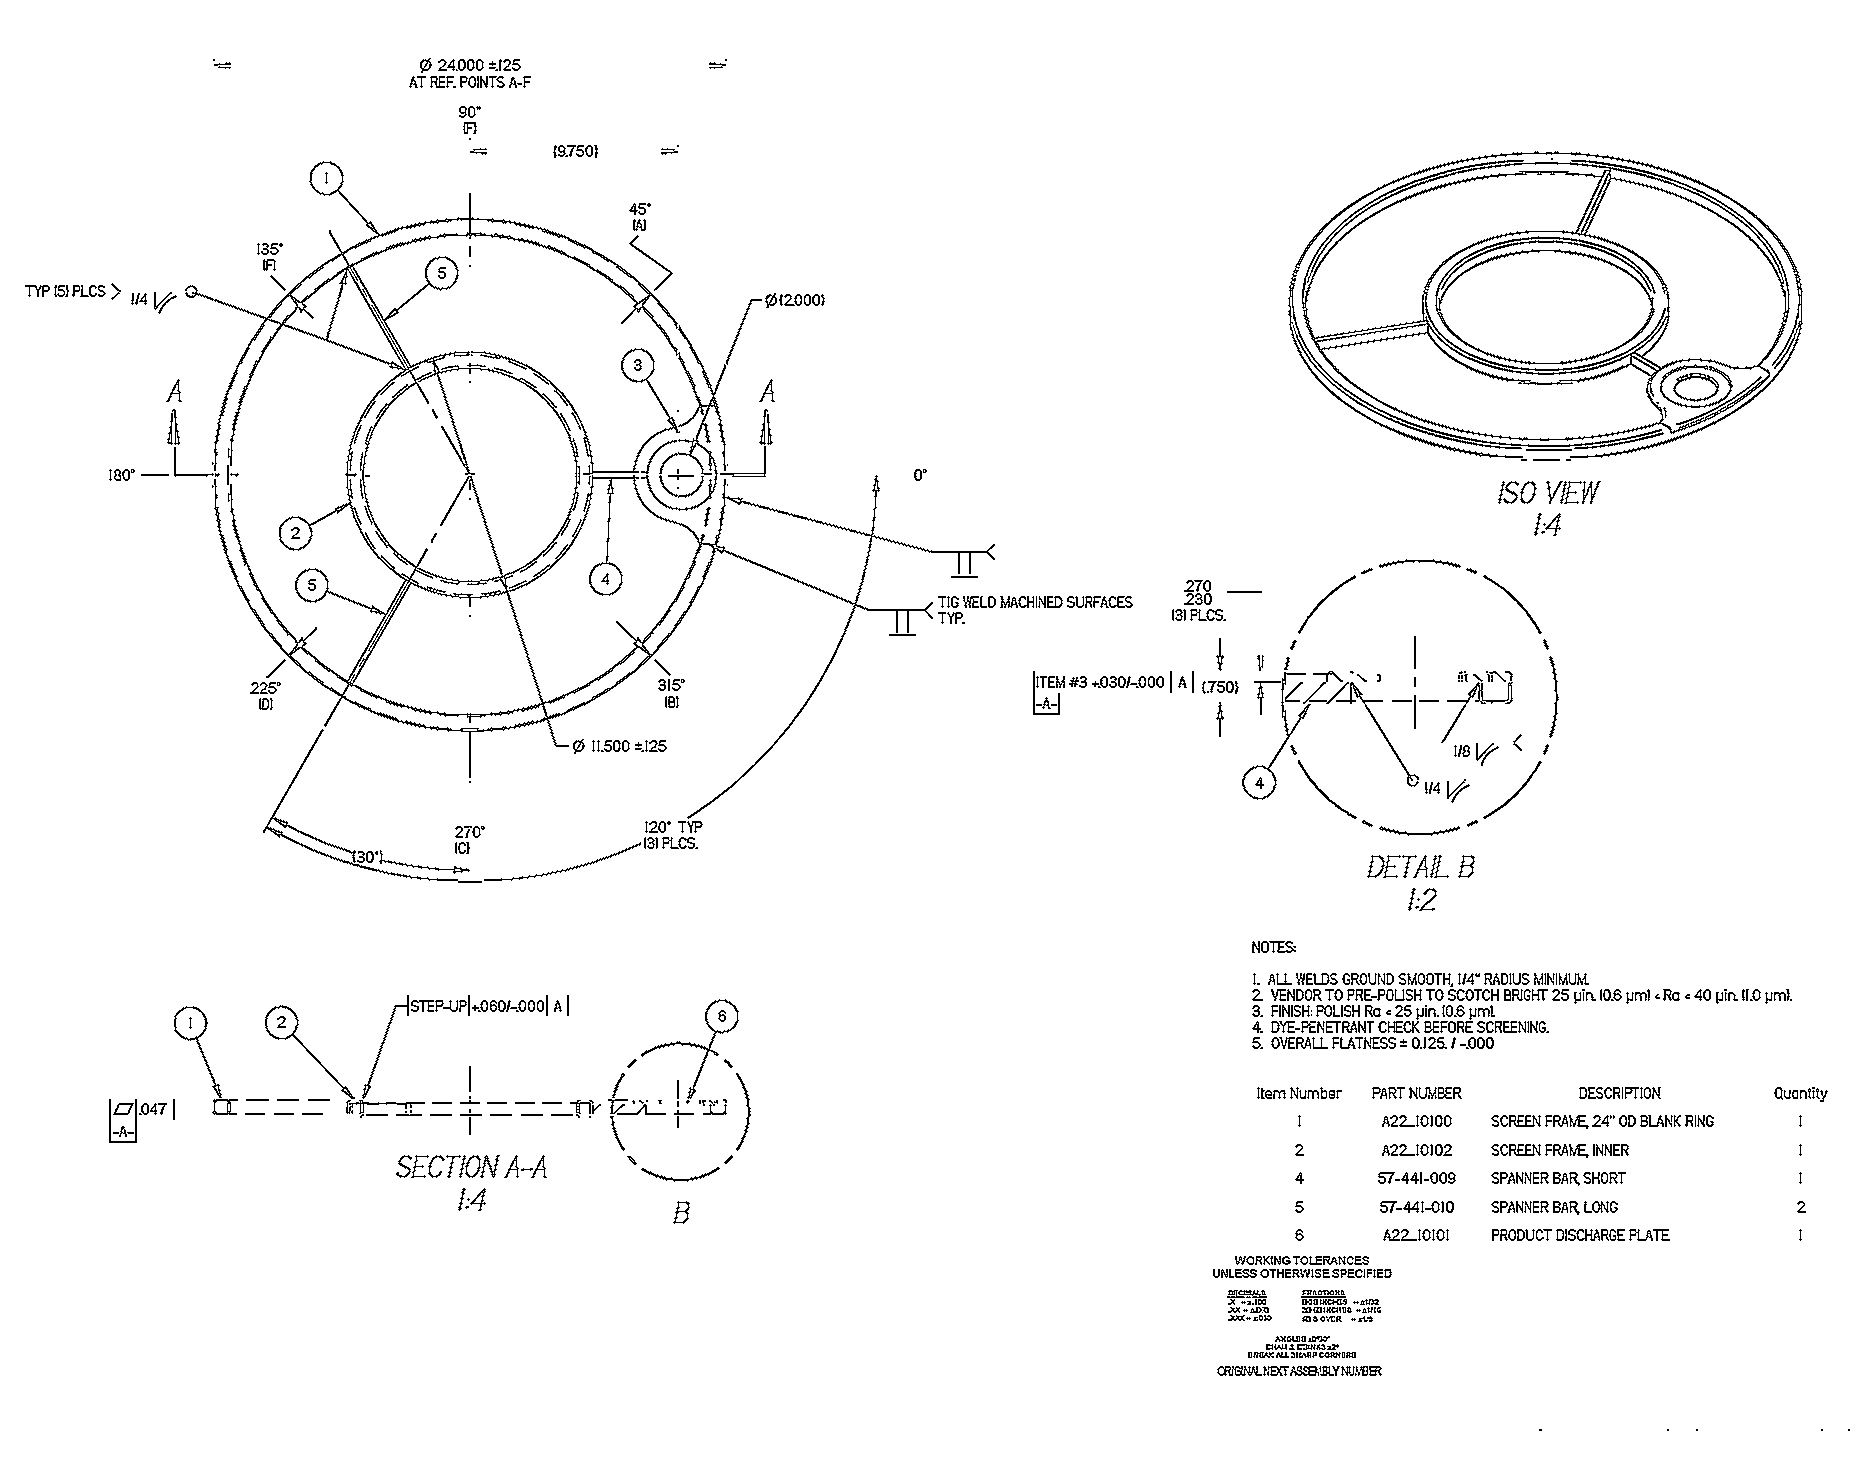 Ø 24.000 ±.125
AT REF. POINTS A-F
90°
(F)
(9.750)
1
45°
(A)
135°
(F)
5
TYP (5) PLCS
1/4
Ø(2.000)
3
A
A
180°
0°
2
5
4
TIG WELD MACHINED SURFACES
TYP.
225°
(D)
315°
(B)
Ø 11.500 ±.125
120° TYP
(3) PLCS.
270°
(C)
(30°)
ISO VIEW
1:4
.270
.230
(3) PLCS.
ITEM #3 +.030/-.000 A
-A-
(.750)
1/8
4
1/4
DETAIL B
1:2
STEP-UP +.060/-.000 A
1
2
6
.047
-A-
SECTION A-A
1:4
B
NOTES:
1. ALL WELDS GROUND SMOOTH, 1/4" RADIUS MINIMUM.
2. VENDOR TO PRE-POLISH TO SCOTCH BRIGHT 25 µin. (0.6 µm) < Ra < 40 µin. (1.0 µm).
3. FINISH: POLISH Ra < 25 µin. (0.6 µm).
4. DYE-PENETRANT CHECK BEFORE SCREENING.
5. OVERALL FLATNESS ± 0.125. / -.000
Item Number PART NUMBER DESCRIPTION Quantity
1 A22_10100 SCREEN FRAME, 24" OD BLANK RING 1
2 A22_10102 SCREEN FRAME, INNER 1
4 57-441-009 SPANNER BAR, SHORT 1
5 57-441-010 SPANNER BAR, LONG 2
6 A22_10101 PRODUCT DISCHARGE PLATE 1
WORKING TOLERANCES
UNLESS OTHERWISE SPECIFIED
DECIMALS FRACTIONS
BREAK ALL SHARP CORNERS
ORIGINAL NEXT ASSEMBLY NUMBER